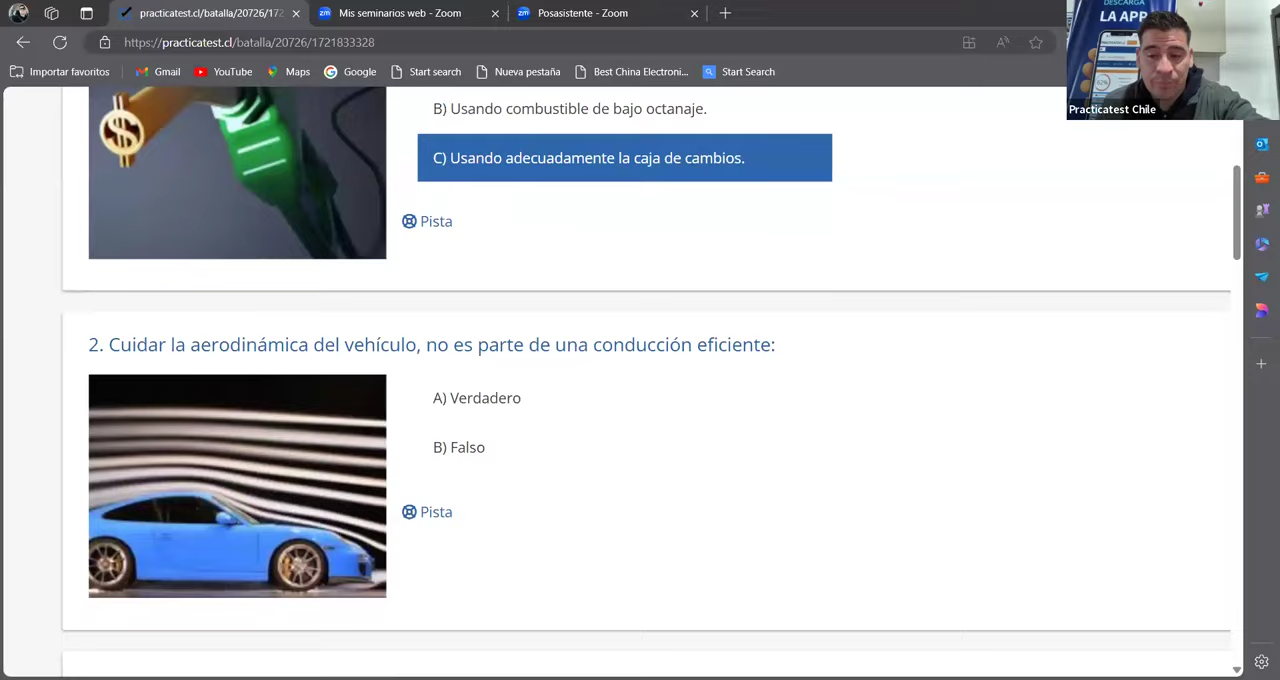 practicatest.cl/batalla/20726/172
Mis seminarios web - Zoom
Posasistente - Zoom
https://practicatest.cl/batalla/20726/1721833328
Importar favoritos
Gmail
YouTube
Maps
Google
Start search
Nueva pestaña
Best China Electroni...
Start Search
DESCARGA
LA APP
Practicatest Chile
B) Usando combustible de bajo octanaje.
C) Usando adecuadamente la caja de cambios.
Pista
2. Cuidar la aerodinámica del vehículo, no es parte de una conducción eficiente:
A) Verdadero
B) Falso
Pista